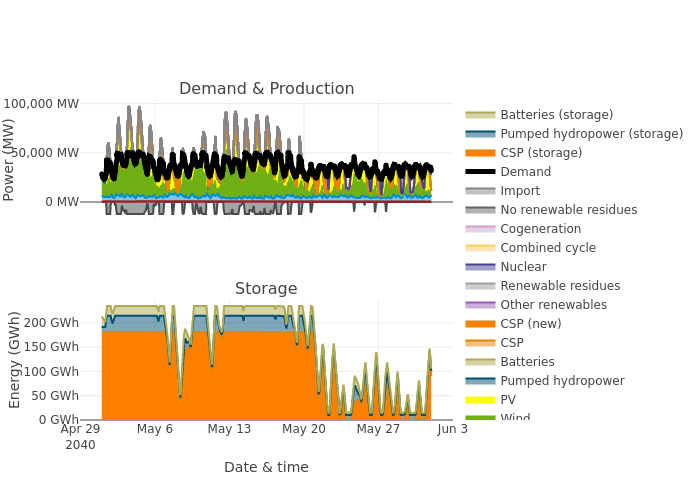 Demand & Production
100,000 MW
50,000 MW
0 MW
Power (MW)
Storage
200 GWh
150 GWh
100 GWh
50 GWh
0 GWh
Energy (GWh)
Apr 29
2040
May 6
May 13
May 20
May 27
Jun 3
Date & time
Batteries (storage)
Pumped hydropower (storage)
CSP (storage)
Demand
Import
No renewable residues
Cogeneration
Combined cycle
Nuclear
Renewable residues
Other renewables
CSP (new)
CSP
Batteries
Pumped hydropower
PV
Wind